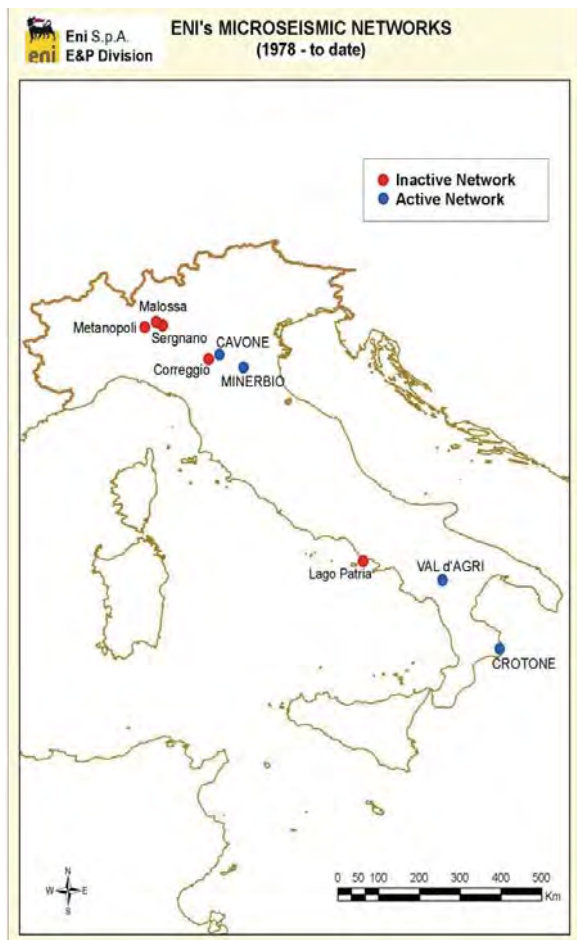 eni
Eni S.p.A.
E&P Division
ENI's MICROSEISMIC NETWORKS
(1978 - to date)
Inactive Network
Active Network
Malossa
Metanopoli
Sergnano
CAVONE
Correggio
MINERBIO
Lago Patria
VAL d'AGRI
CROTONE
N
W E
S
0 50 100 200 300 400 500
Km